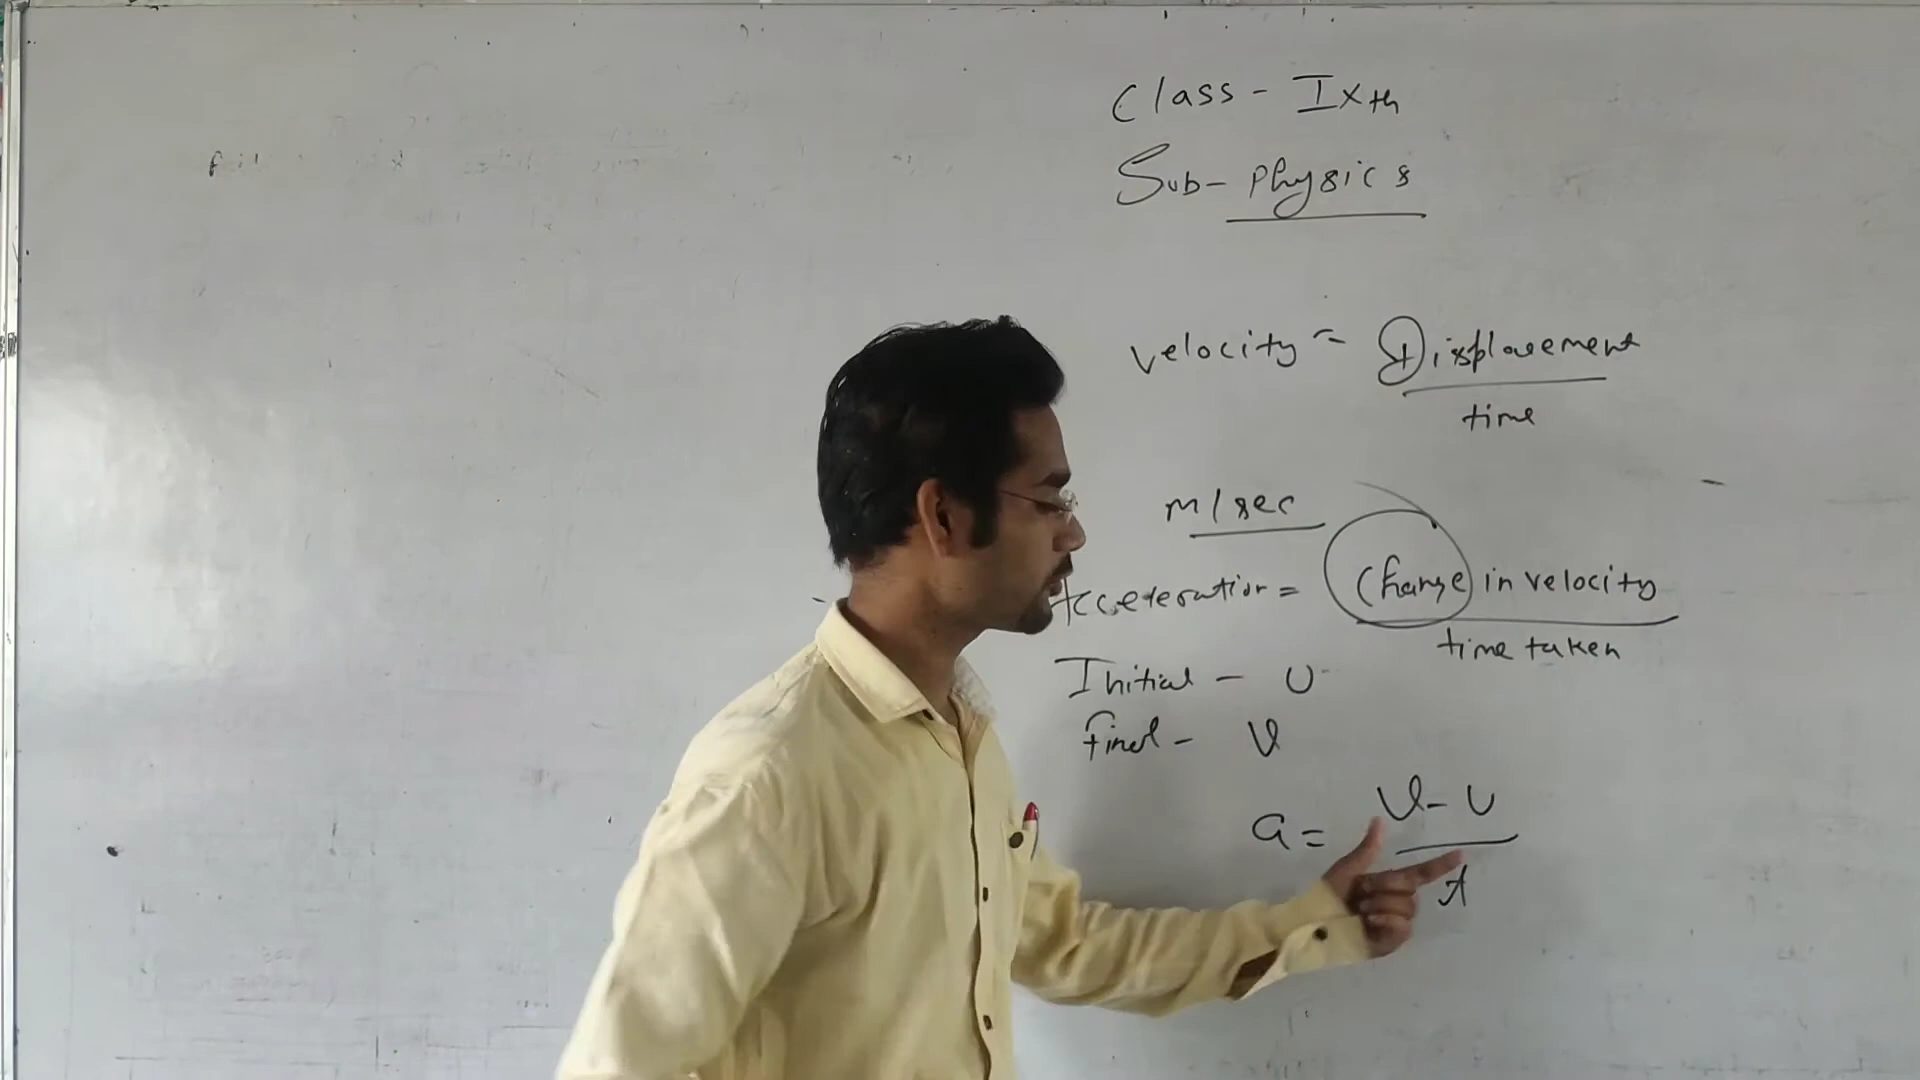 Class - IXth
Sub - Physics
Velocity = Displacement
time
m/sec
Acceleration = Change in velocity
time taken
Initial - U
final - V
a = V - U
t